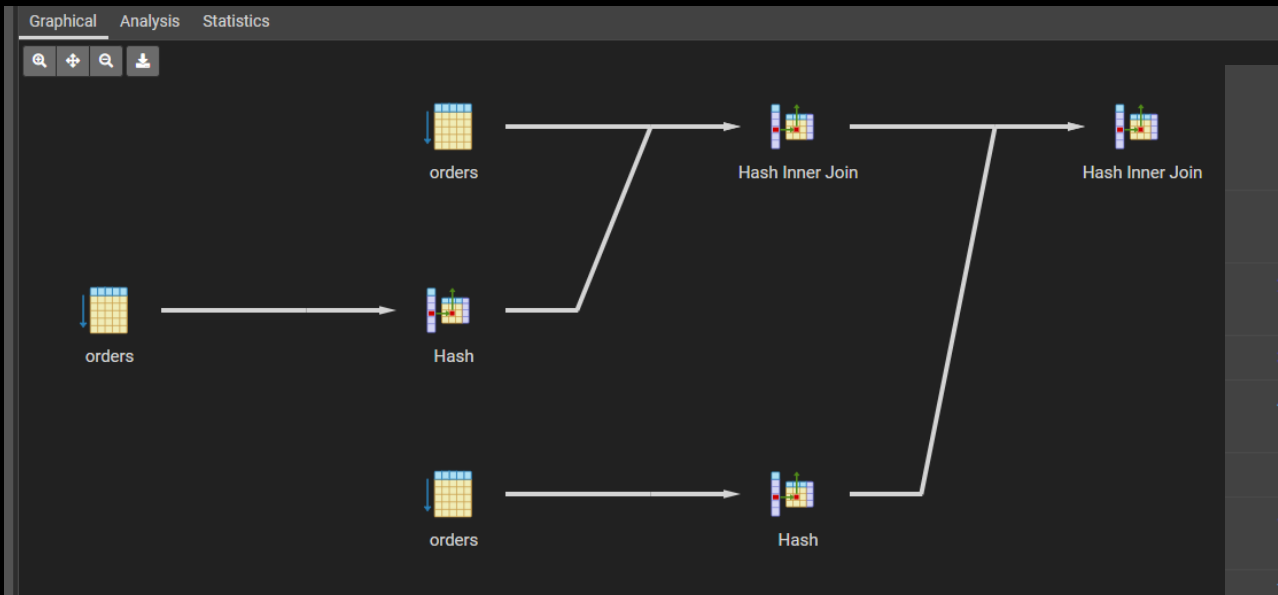 Graphical Analysis Statistics
orders
Hash Inner Join
Hash Inner Join
orders
Hash
orders
Hash